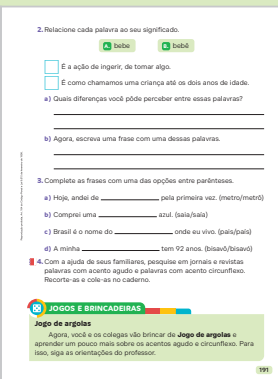 2. Relacione cada palavra ao seu significado.
A. bebe B. bebê
É a ação de ingerir, de tomar algo.
É como chamamos uma criança até os dois anos de idade.
a) Quais diferenças você pôde perceber entre essas palavras?
b) Agora, escreva uma frase com uma dessas palavras.
3. Complete as frases com uma das opções entre parênteses.
a) Hoje, andei de pela primeira vez. (metro/metrô)
b) Comprei uma azul. (saia/saía)
c) Brasil é o nome do onde eu vivo. (pais/país)
d) A minha tem 92 anos. (bisavó/bisavô)
4. Com a ajuda de seus familiares, pesquise em jornais e revistas
palavras com acento agudo e palavras com acento circunflexo.
Recorte-as e cole-as no caderno.
JOGOS E BRINCADEIRAS
Jogo de argolas
Agora, você e os colegas vão brincar de Jogo de argolas e
aprender um pouco mais sobre os acentos agudo e circunflexo. Para
isso, siga as orientações do professor.
191